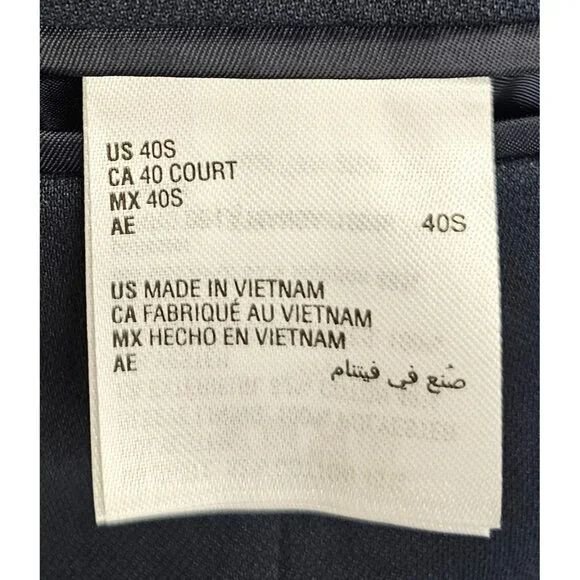 US 40S
CA 40 COURT
MX 40S
AE 40S
US MADE IN VIETNAM
CA FABRIQUÉ AU VIETNAM
MX HECHO EN VIETNAM
AE صُنع في فيتنام